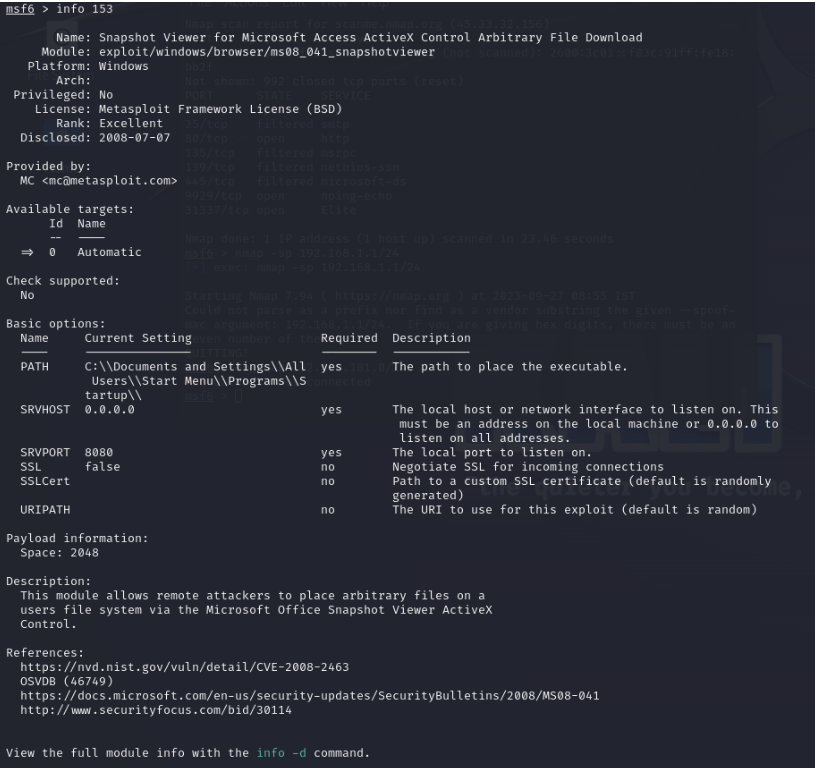 msf6 > info 153
Name: Snapshot Viewer for Microsoft Access ActiveX Control Arbitrary File Download
Module: exploit/windows/browser/ms08_041_snapshotviewer
Platform: Windows
Arch:
Privileged: No
License: Metasploit Framework License (BSD)
Rank: Excellent
Disclosed: 2008-07-07
Provided by:
MC <mc@metasploit.com>
Available targets:
Id  Name
--  ----
=>  0   Automatic
Check supported:
No
Basic options:
Name     Current Setting                Required  Description
----     ---------------                --------  -----------
PATH     C:\\Documents and Settings\\All  yes       The path to place the executable.
Users\\Start Menu\\Programs\\S
tartup\\
SRVHOST  0.0.0.0                        yes       The local host or network interface to listen on. This
must be an address on the local machine or 0.0.0.0 to
listen on all addresses.
SRVPORT  8080                           yes       The local port to listen on.
SSL      false                          no        Negotiate SSL for incoming connections
SSLCert                                 no        Path to a custom SSL certificate (default is randomly
generated)
URIPATH                                 no        The URI to use for this exploit (default is random)
Payload information:
Space: 2048
Description:
This module allows remote attackers to place arbitrary files on a
users file system via the Microsoft Office Snapshot Viewer ActiveX
Control.
References:
https://nvd.nist.gov/vuln/detail/CVE-2008-2463
OSVDB (46749)
https://docs.microsoft.com/en-us/security-updates/SecurityBulletins/2008/MS08-041
http://www.securityfocus.com/bid/30114
View the full module info with the info -d command.
the quieter you become,